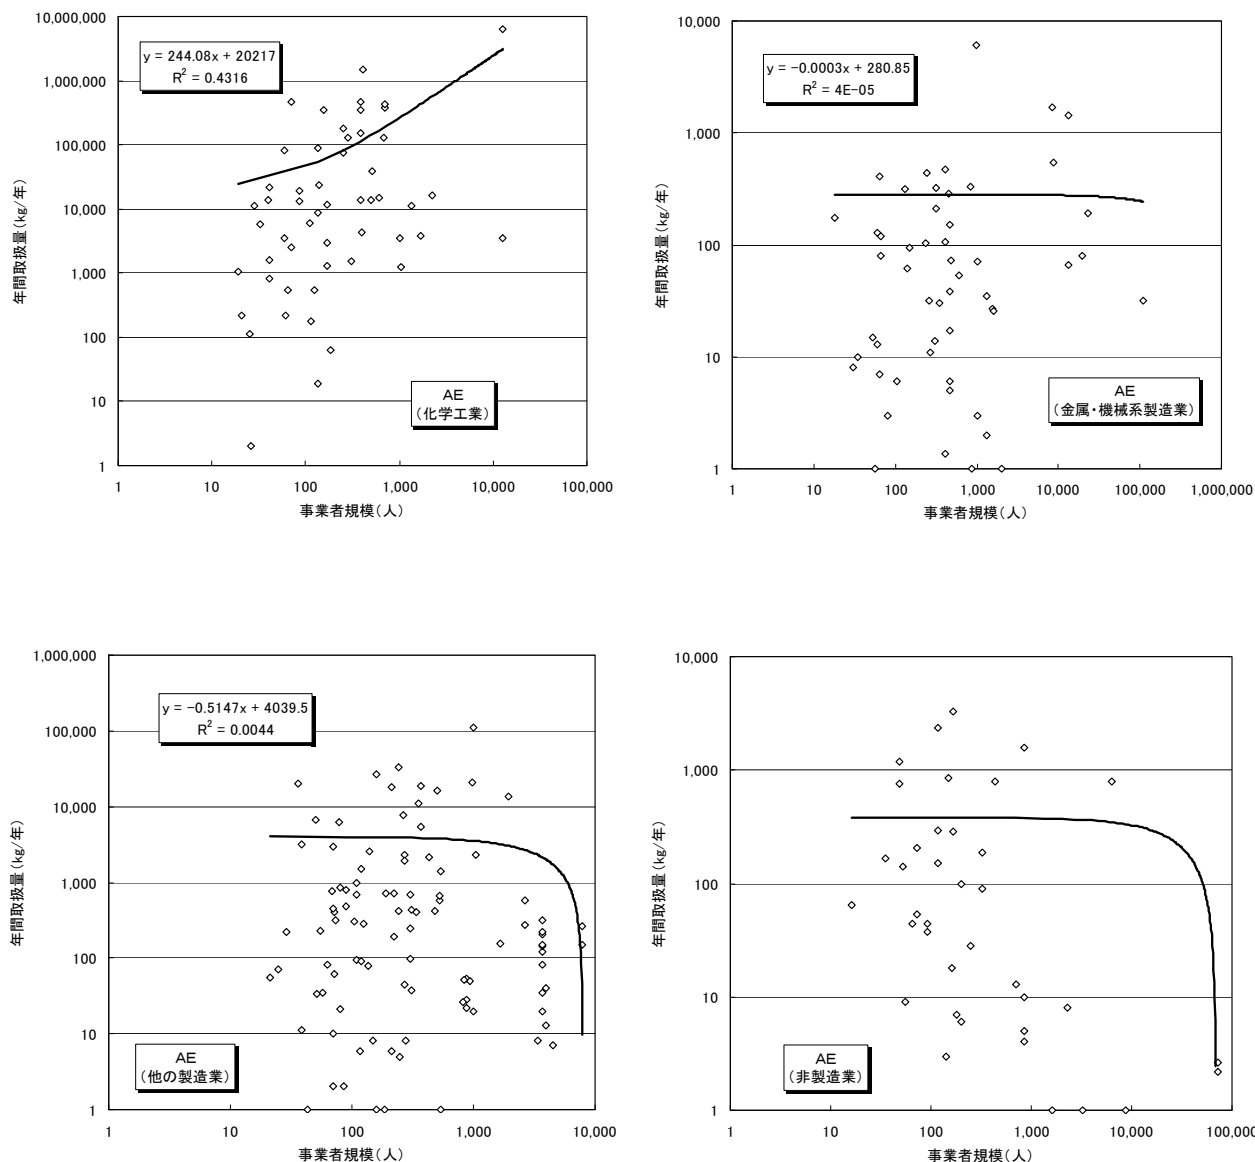 10,000,000
1,000,000
100,000
10,000
1,000
100
10
1
y = 244.08x + 20217
R² = 0.4316
AE
（化学工業）
1 10 100 1,000 10,000 100,000
事業者規模（人）
年間取扱量（kg/年）
10,000
1,000
100
10
1
y = −0.0003x + 280.85
R² = 4E−05
AE
（金属・機械系製造業）
1 10 100 1,000 10,000 100,000 1,000,000
事業者規模（人）
年間取扱量（kg/年）
1,000,000
100,000
10,000
1,000
100
10
1
y = −0.5147x + 4039.5
R² = 0.0044
AE
（他の製造業）
1 10 100 1,000 10,000
事業者規模（人）
年間取扱量（kg/年）
10,000
1,000
100
10
1
AE
（非製造業）
1 10 100 1,000 10,000 100,000
事業者規模（人）
年間取扱量（kg/年）